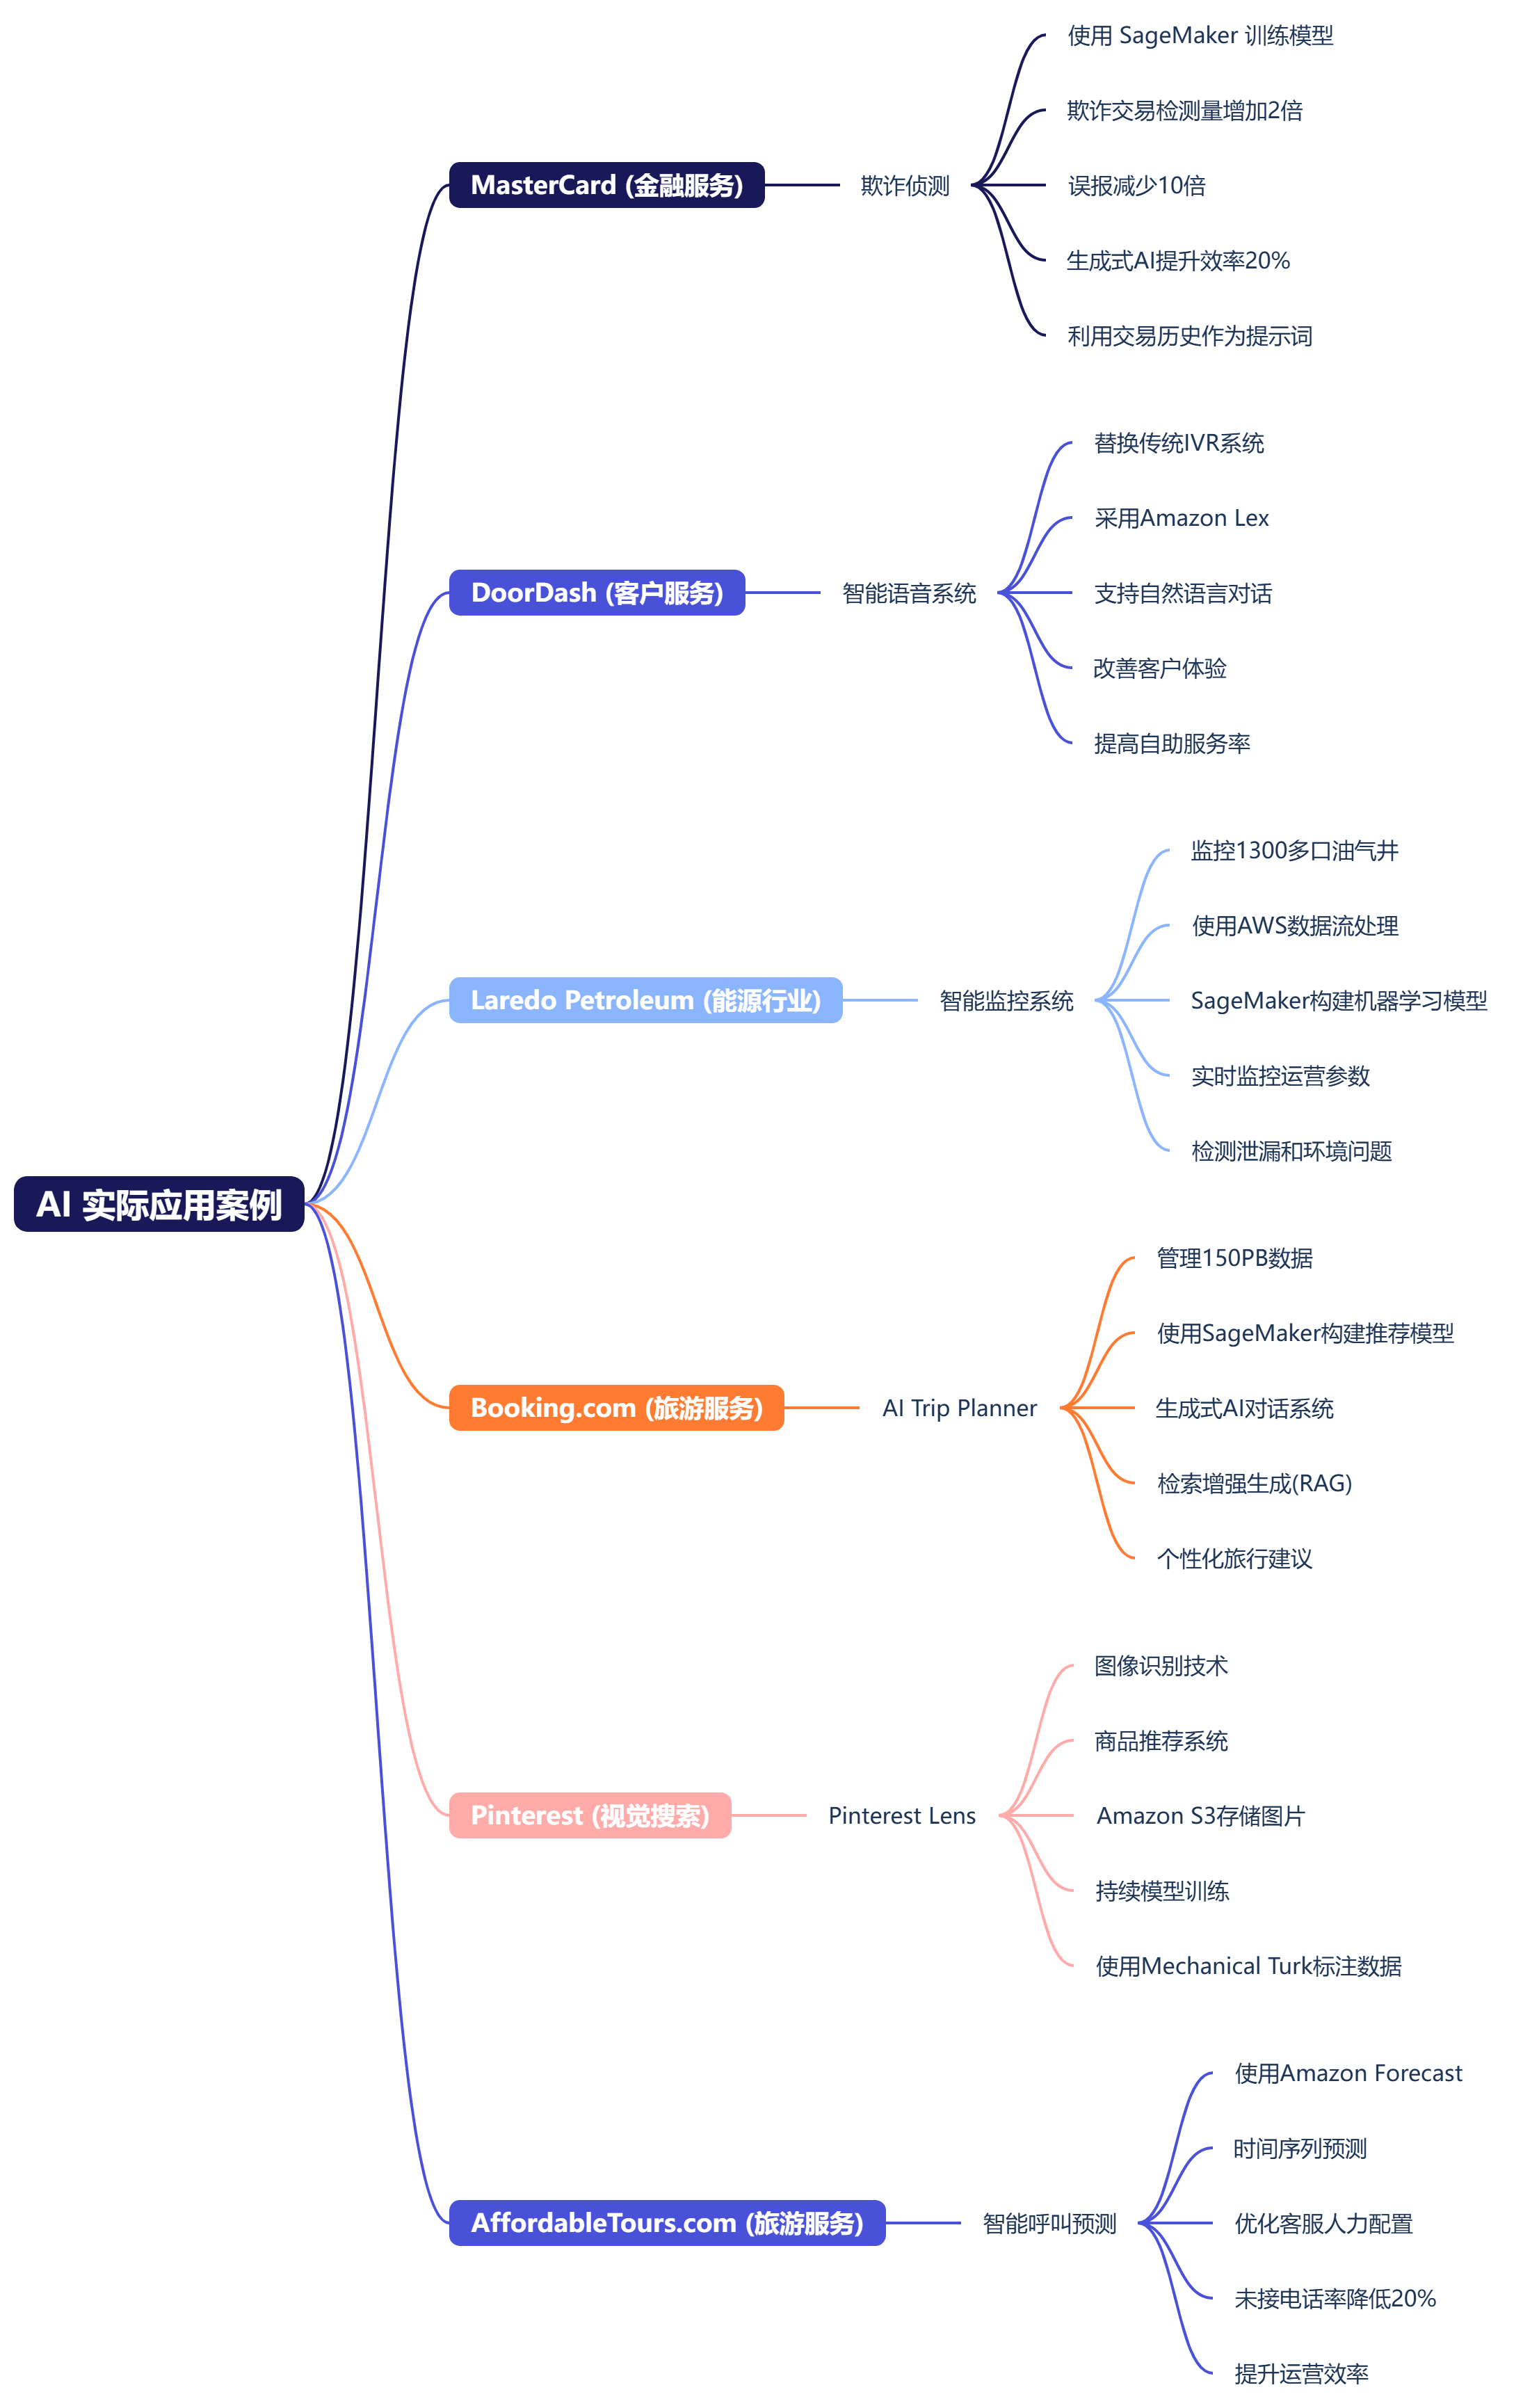 AI 实际应用案例
MasterCard (金融服务)
欺诈侦测
使用 SageMaker 训练模型
欺诈交易检测量增加2倍
误报减少10倍
生成式AI提升效率20%
利用交易历史作为提示词
DoorDash (客户服务)
智能语音系统
替换传统IVR系统
采用Amazon Lex
支持自然语言对话
改善客户体验
提高自助服务率
Laredo Petroleum (能源行业)
智能监控系统
监控1300多口油气井
使用AWS数据流处理
SageMaker构建机器学习模型
实时监控运营参数
检测泄漏和环境问题
Booking.com (旅游服务)
AI Trip Planner
管理150PB数据
使用SageMaker构建推荐模型
生成式AI对话系统
检索增强生成(RAG)
个性化旅行建议
Pinterest (视觉搜索)
Pinterest Lens
图像识别技术
商品推荐系统
Amazon S3存储图片
持续模型训练
使用Mechanical Turk标注数据
AffordableTours.com (旅游服务)
智能呼叫预测
使用Amazon Forecast
时间序列预测
优化客服人力配置
未接电话率降低20%
提升运营效率